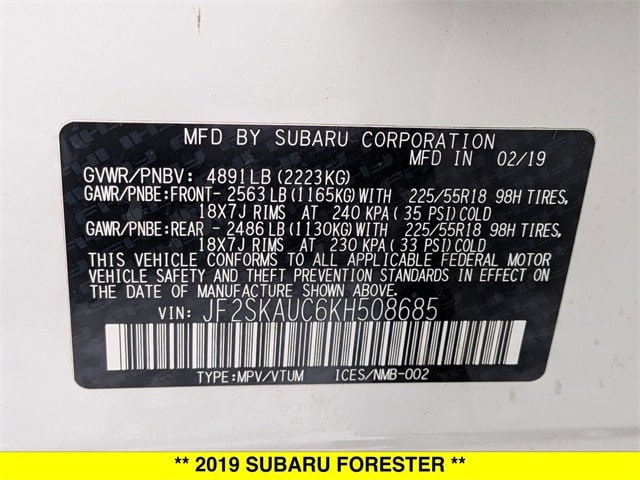 MFD BY SUBARU CORPORATION
MFD IN 02/19
GVWR/PNBV: 4891LB (2223KG)
GAWR/PNBE:FRONT- 2563 LB (1165KG)WITH 225/55R18 98H TIRES,
18X7J RIMS AT 240 KPA ( 35 PSI)COLD
GAWR/PNBE:REAR - 2486 LB (1130KG)WITH 225/55R18 98H TIRES,
18X7J RIMS AT 230 KPA ( 33 PSI)COLD
THIS VEHICLE CONFORMS TO ALL APPLICABLE FEDERAL MOTOR
VEHICLE SAFETY AND THEFT PREVENTION STANDARDS IN EFFECT ON
THE DATE OF MANUFACTURE SHOWN ABOVE.
VIN: JF2SKAUC6KH508685
TYPE:MPV/VTUM ICES/NMB-002
** 2019 SUBARU FORESTER **